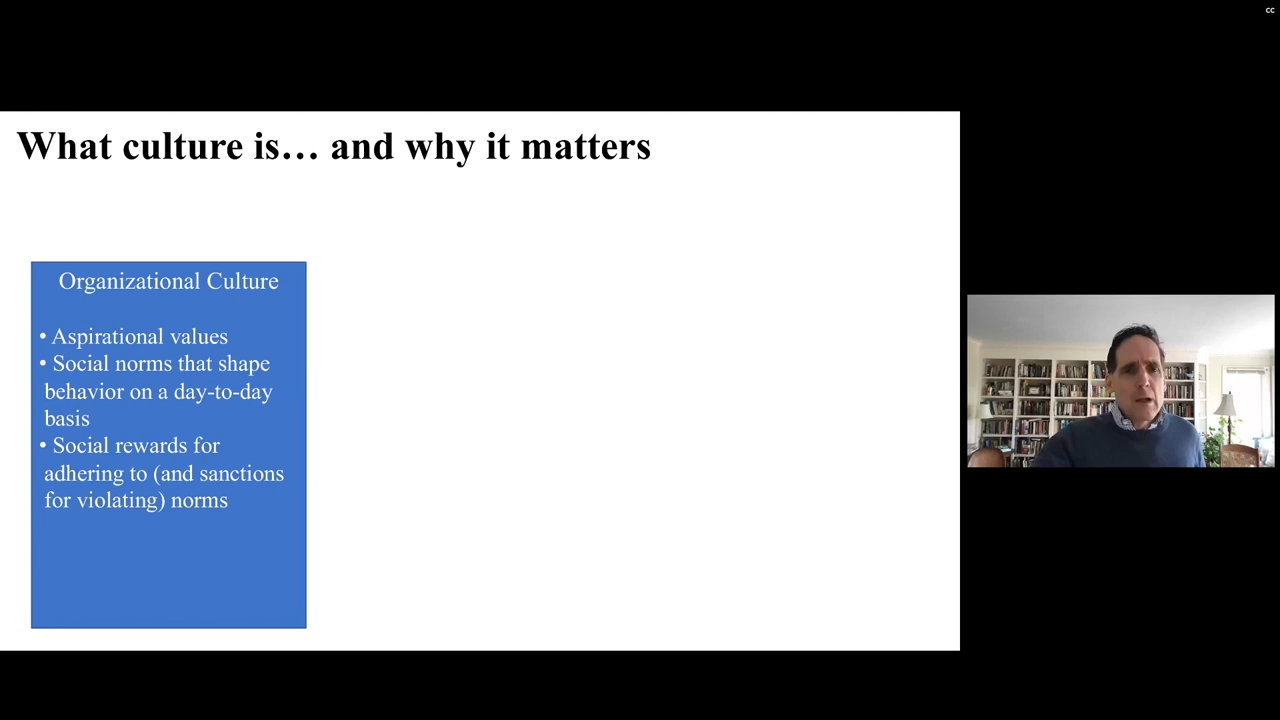 cc
What culture is… and why it matters
Organizational Culture
• Aspirational values
• Social norms that shape
behavior on a day-to-day
basis
• Social rewards for
adhering to (and sanctions
for violating) norms